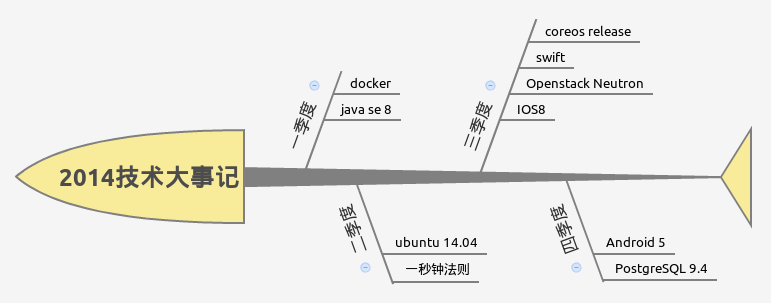 2014技术大事记
一季度
docker
java se 8
二季度
ubuntu 14.04
一秒钟法则
三季度
coreos release
swift
Openstack Neutron
IOS8
四季度
Android 5
PostgreSQL 9.4